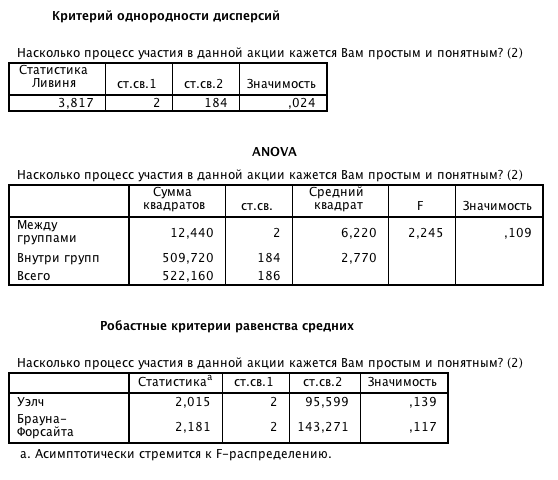 Критерий однородности дисперсий
Насколько процесс участия в данной акции кажется Вам простым и понятным? (2)
Статистика Ливиня ст.св.1 ст.св.2 Значимость
3,817 2 184 ,024
ANOVA
Насколько процесс участия в данной акции кажется Вам простым и понятным? (2)
Сумма квадратов ст.св. Средний квадрат F Значимость
Между группами 12,440 2 6,220 2,245 ,109
Внутри групп 509,720 184 2,770
Всего 522,160 186
Робастные критерии равенства средних
Насколько процесс участия в данной акции кажется Вам простым и понятным? (2)
Статистикаa ст.св.1 ст.св.2 Значимость
Уэлч 2,015 2 95,599 ,139
Брауна-Форсайта 2,181 2 143,271 ,117
a. Асимптотически стремится к F-распределению.